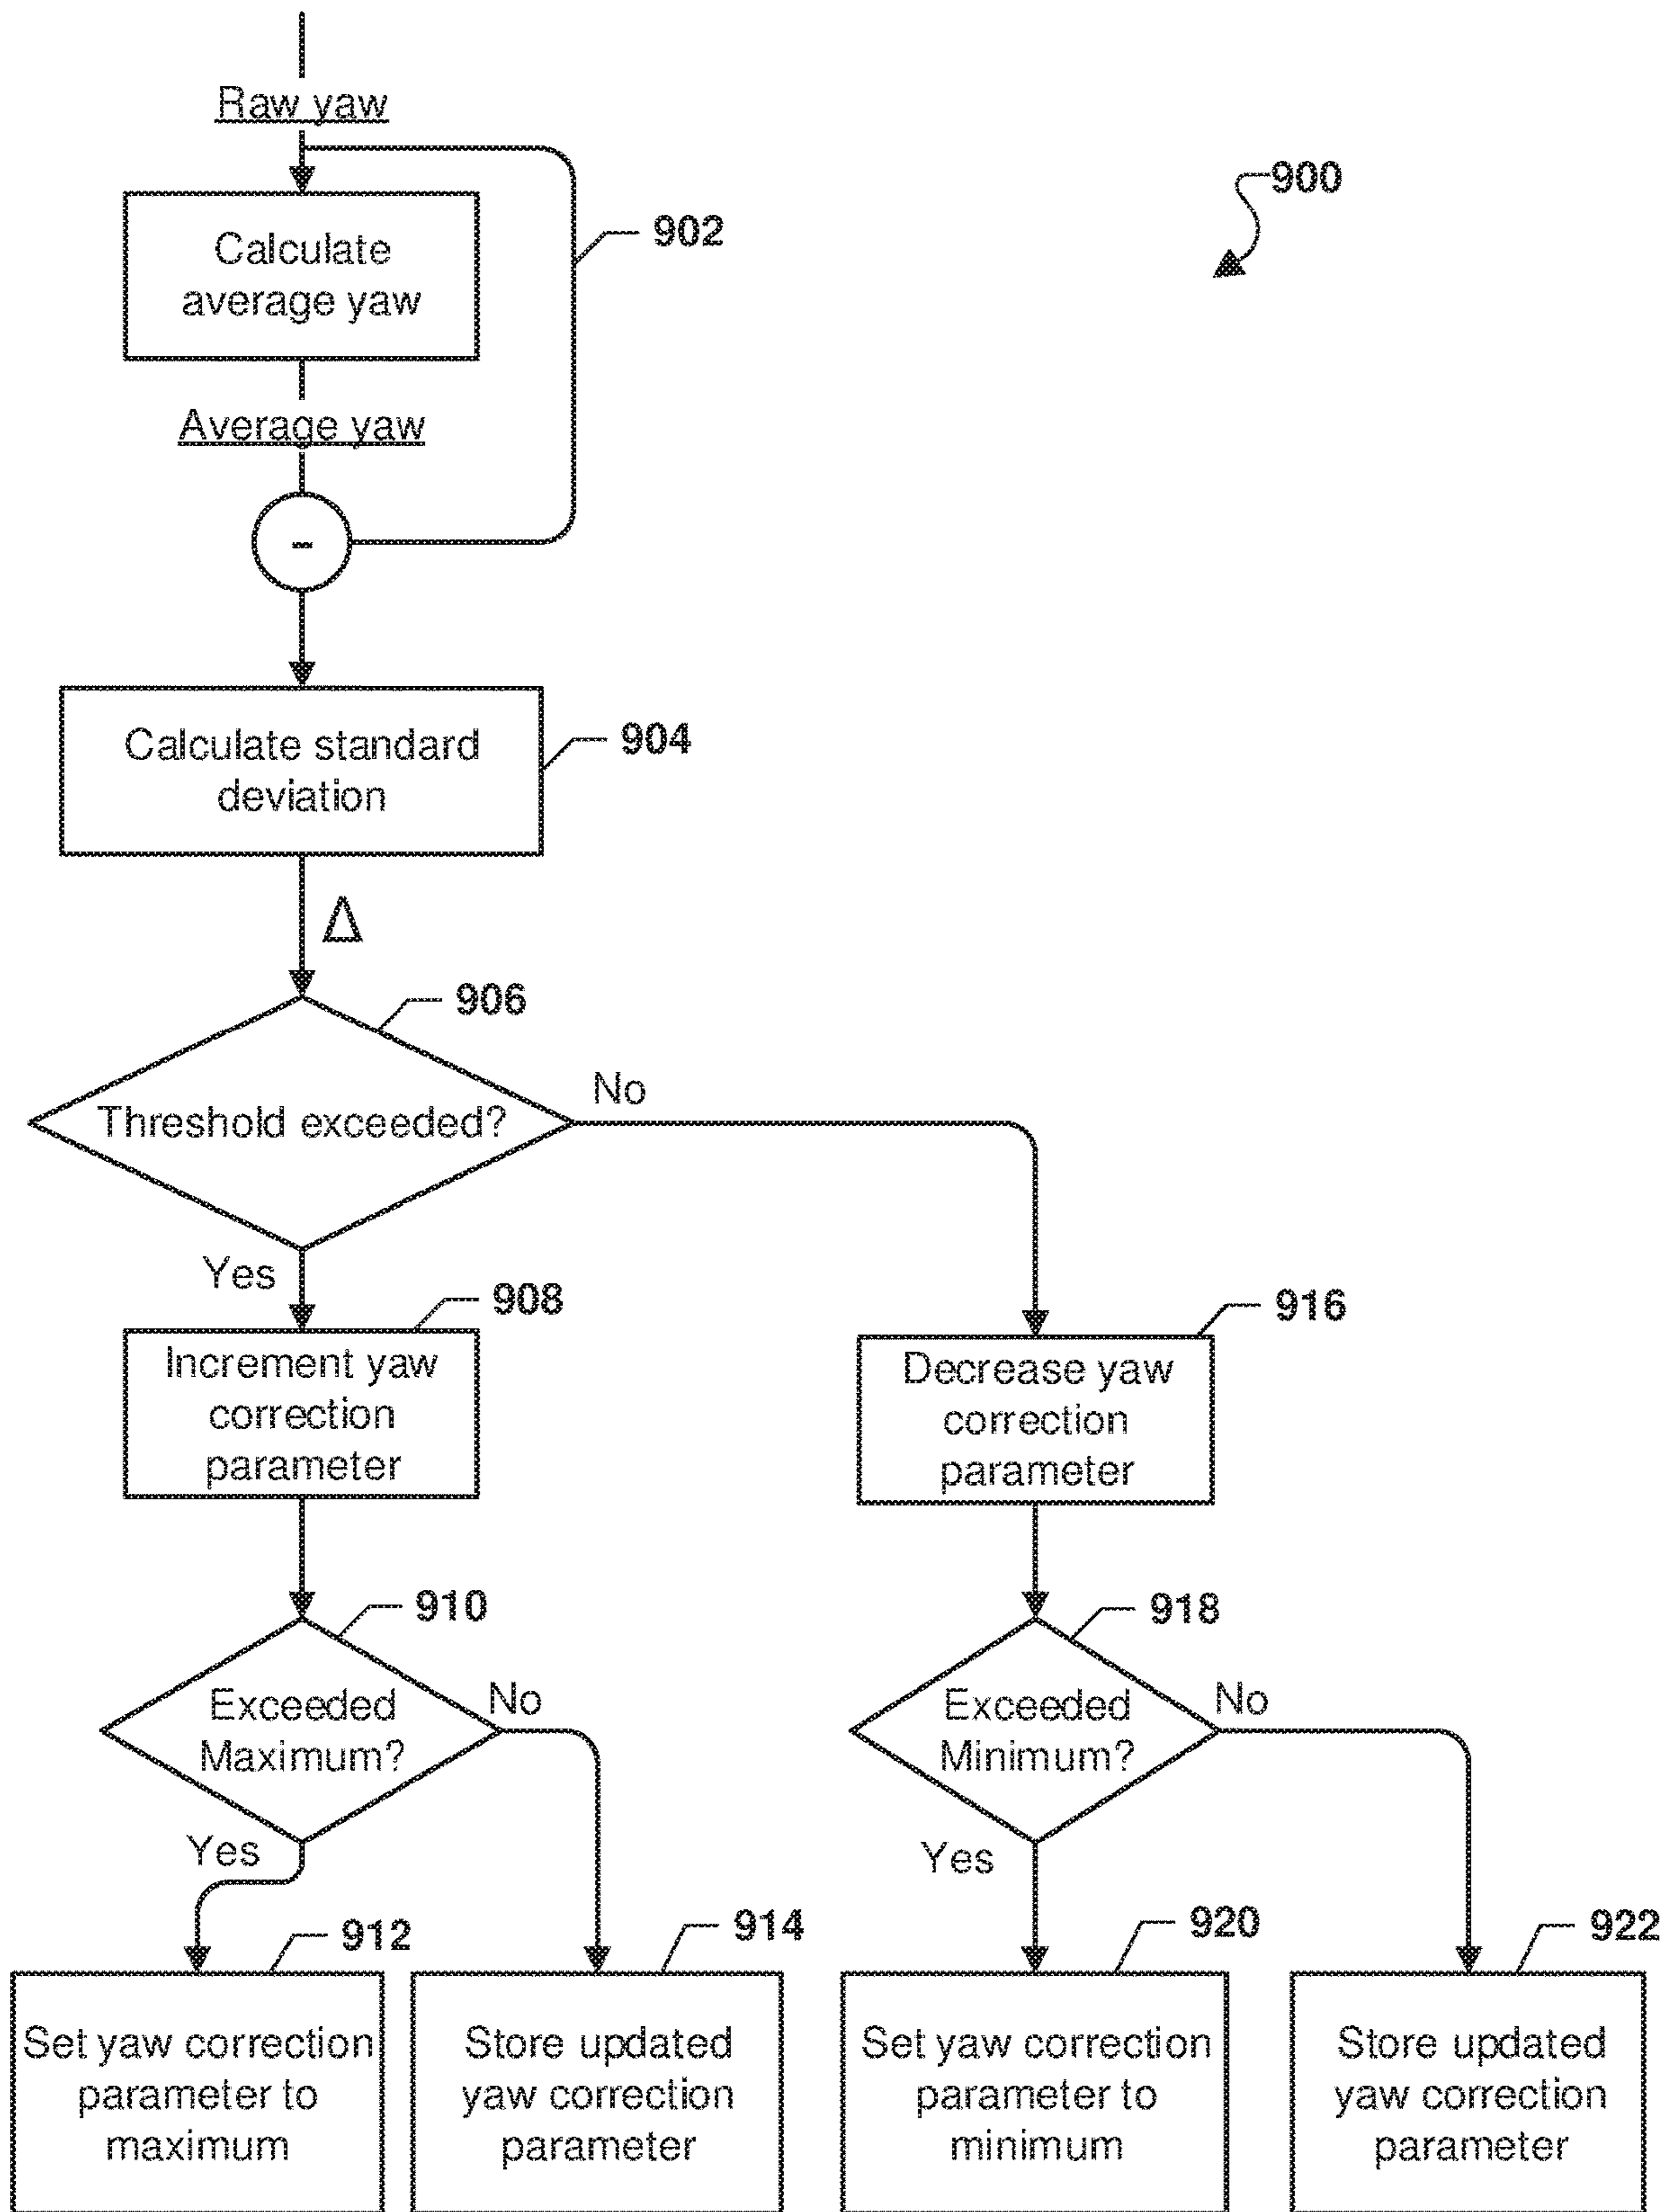 Raw yaw
900
902
Calculate
average yaw
Average yaw
-
Calculate standard
deviation
904
Δ
906
Threshold exceeded?
No
Yes
908
Increment yaw
correction
parameter
916
Decrease yaw
correction
parameter
910
Exceeded
Maximum?
No
Yes
918
Exceeded
Minimum?
No
Yes
912
Set yaw correction
parameter to
maximum
914
Store updated
yaw correction
parameter
920
Set yaw correction
parameter to
minimum
922
Store updated
yaw correction
parameter